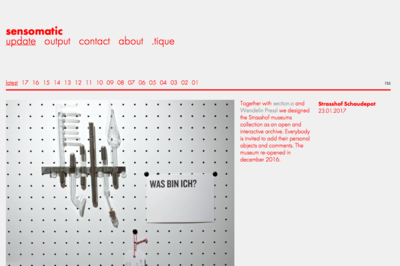 sensomatic
update output contact about .tique
latest 17 16 15 14 13 12 11 10 09 08 07 06 05 04 03 02 01
Together with section.a and
Wendelin Pressl we designed
the Strasshof museums
collection as an open and
interactive archive. Everybody
is invited to add their personal
objects and comments. The
museum re-opened in
december 2016.
Strasshof Schaudepot
23.01.2017
WAS BIN ICH?